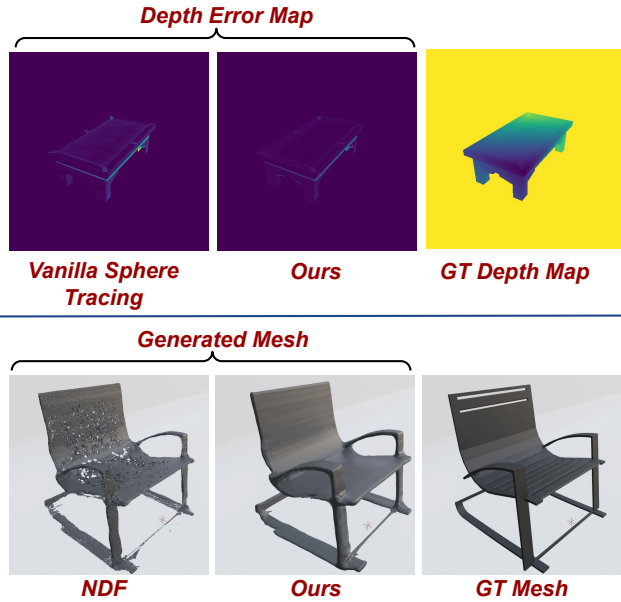 Depth Error Map
Vanilla Sphere
Tracing
Ours
GT Depth Map
Generated Mesh
NDF
Ours
GT Mesh